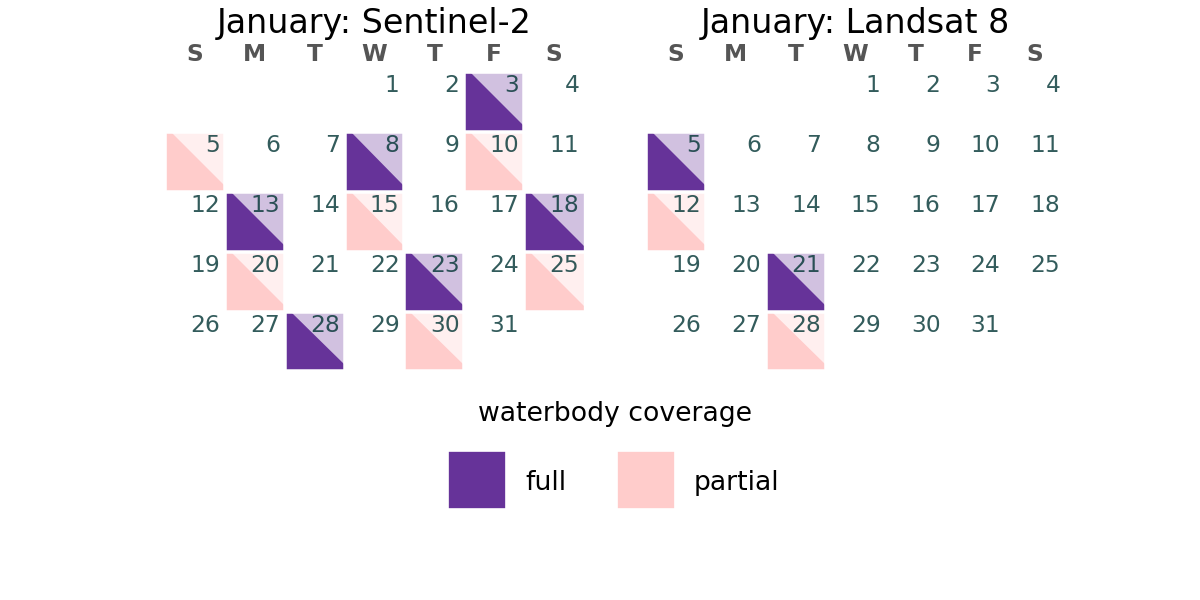 January: Sentinel-2
S M T W T F S
1 2 3 4
5 6 7 8 9 10 11
12 13 14 15 16 17 18
19 20 21 22 23 24 25
26 27 28 29 30 31
January: Landsat 8
S M T W T F S
1 2 3 4
5 6 7 8 9 10 11
12 13 14 15 16 17 18
19 20 21 22 23 24 25
26 27 28 29 30 31
waterbody coverage
full partial